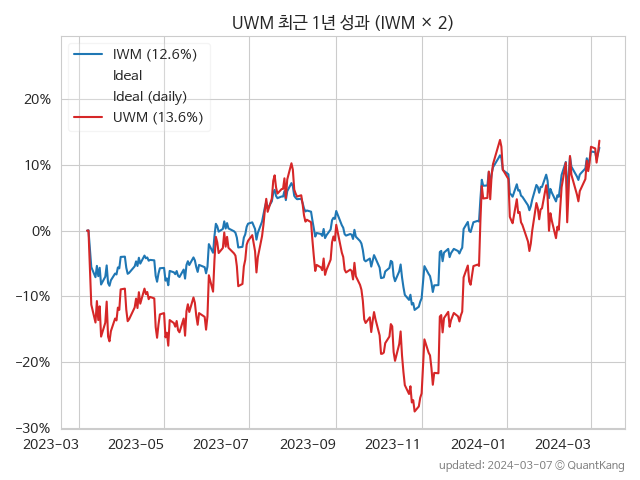 UWM 최근 1년 성과 (IWM × 2)
IWM (12.6%)
Ideal
Ideal (daily)
UWM (13.6%)
20%
10%
0%
−10%
−20%
−30%
2023-03 2023-05 2023-07 2023-09 2023-11 2024-01 2024-03
updated: 2024-03-07 © QuantKang